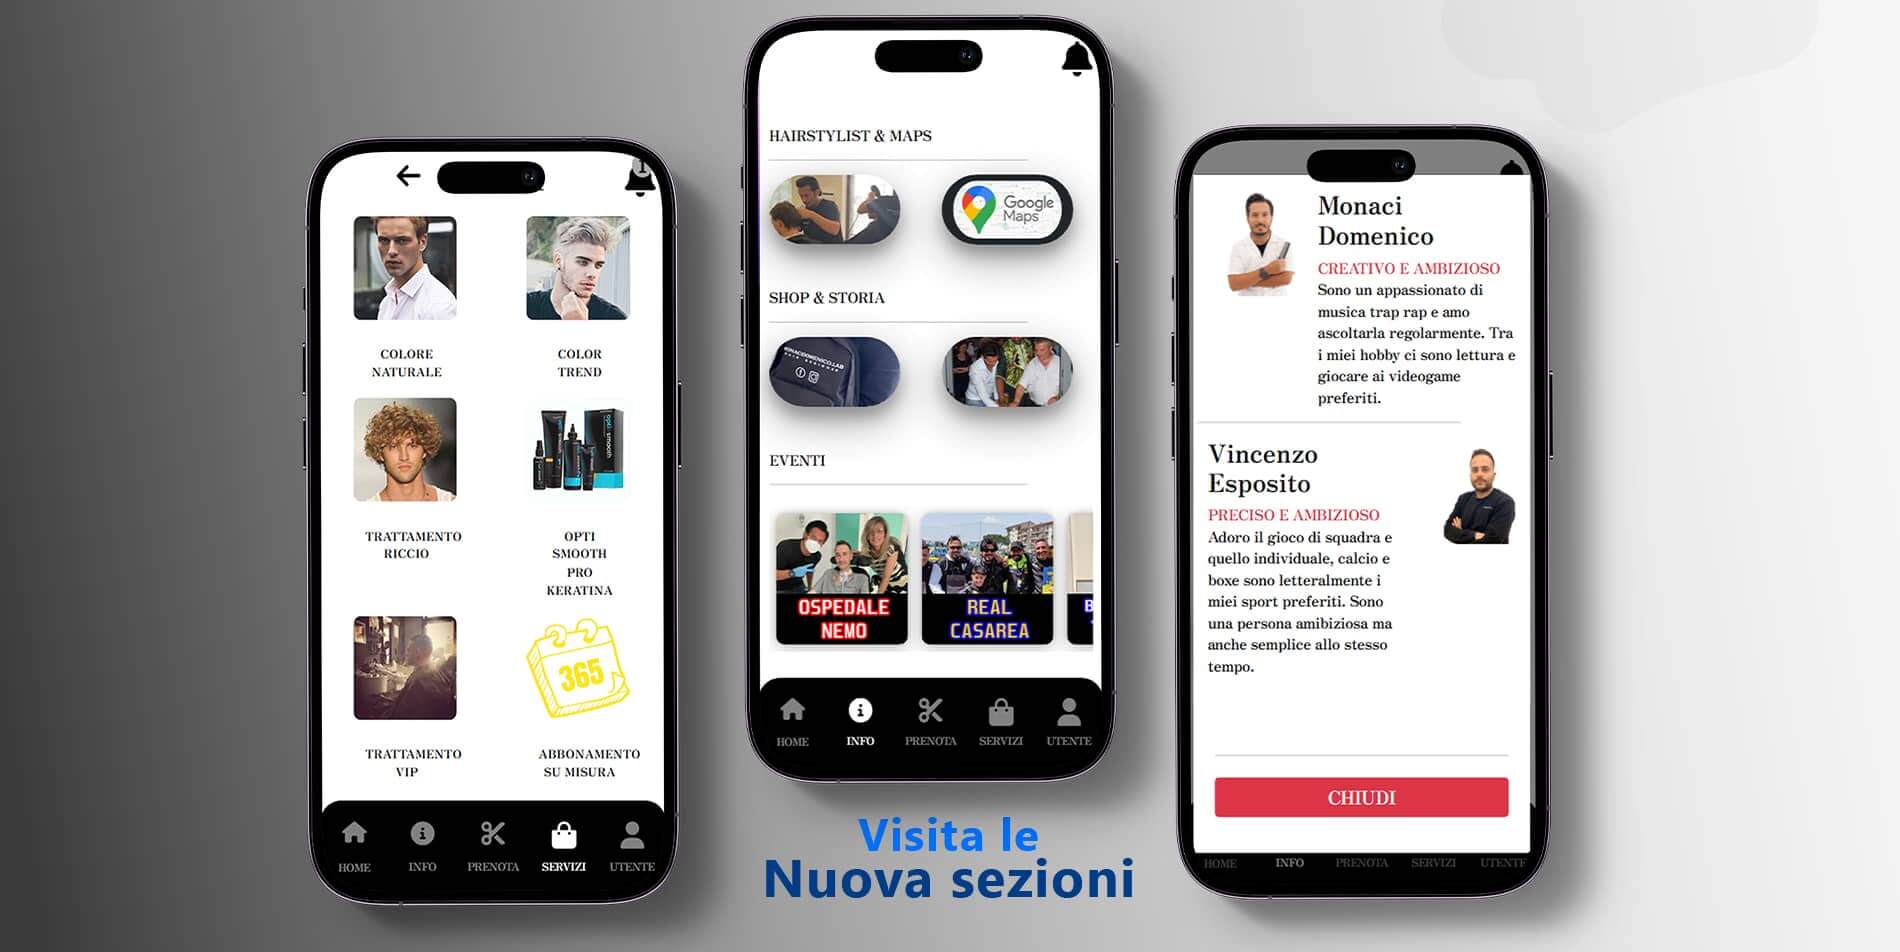 1
COLORE
NATURALE
COLOR
TREND
opti
smooth
TRATTAMENTO
RICCIO
OPTI
SMOOTH
PRO
KERATINA
365
TRATTAMENTO
VIP
ABBONAMENTO
SU MISURA
HOME
INFO
PRENOTA
SERVIZI
UTENTE
HAIRSTYLIST & MAPS
Google
Maps
SHOP & STORIA
EVENTI
OSPEDALE
NEMO
REAL
CASAREA
B
HOME
INFO
PRENOTA
SERVIZI
UTENTE
Visita le
Nuova sezioni
Monaci
Domenico
CREATIVO E AMBIZIOSO
Sono un appassionato di
musica trap rap e amo
ascoltarla regolarmente. Tra
i miei hobby ci sono lettura e
giocare ai videogame
preferiti.
Vincenzo
Esposito
PRECISO E AMBIZIOSO
Adoro il gioco di squadra e
quello individuale, calcio e
boxe sono letteralmente i
miei sport preferiti. Sono
una persona amibiziosa ma
anche semplice allo stesso
tempo.
CHIUDI
HOME
INFO
PRENOTA
SERVIZI
UTENTE